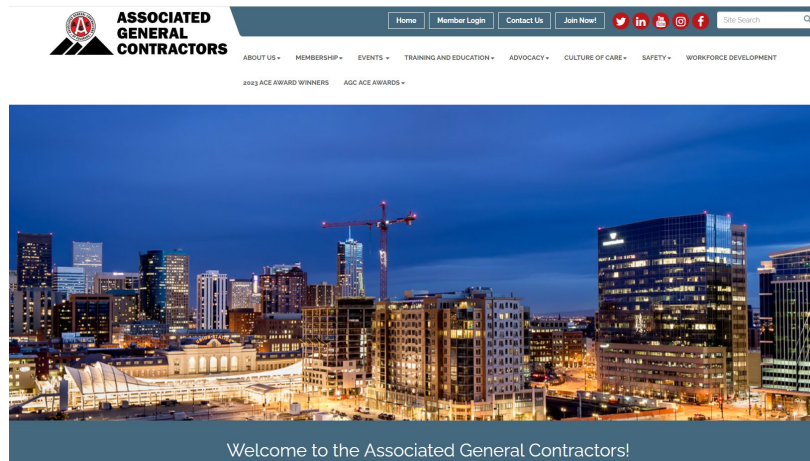 ASSOCIATED
GENERAL
CONTRACTORS
Home Member Login Contact Us Join Now! Site Search
ABOUT US MEMBERSHIP EVENTS TRAINING AND EDUCATION ADVOCACY CULTURE OF CARE SAFETY WORKFORCE DEVELOPMENT
2023 ACE AWARD WINNERS AGC ACE AWARDS
Welcome to the Associated General Contractors!